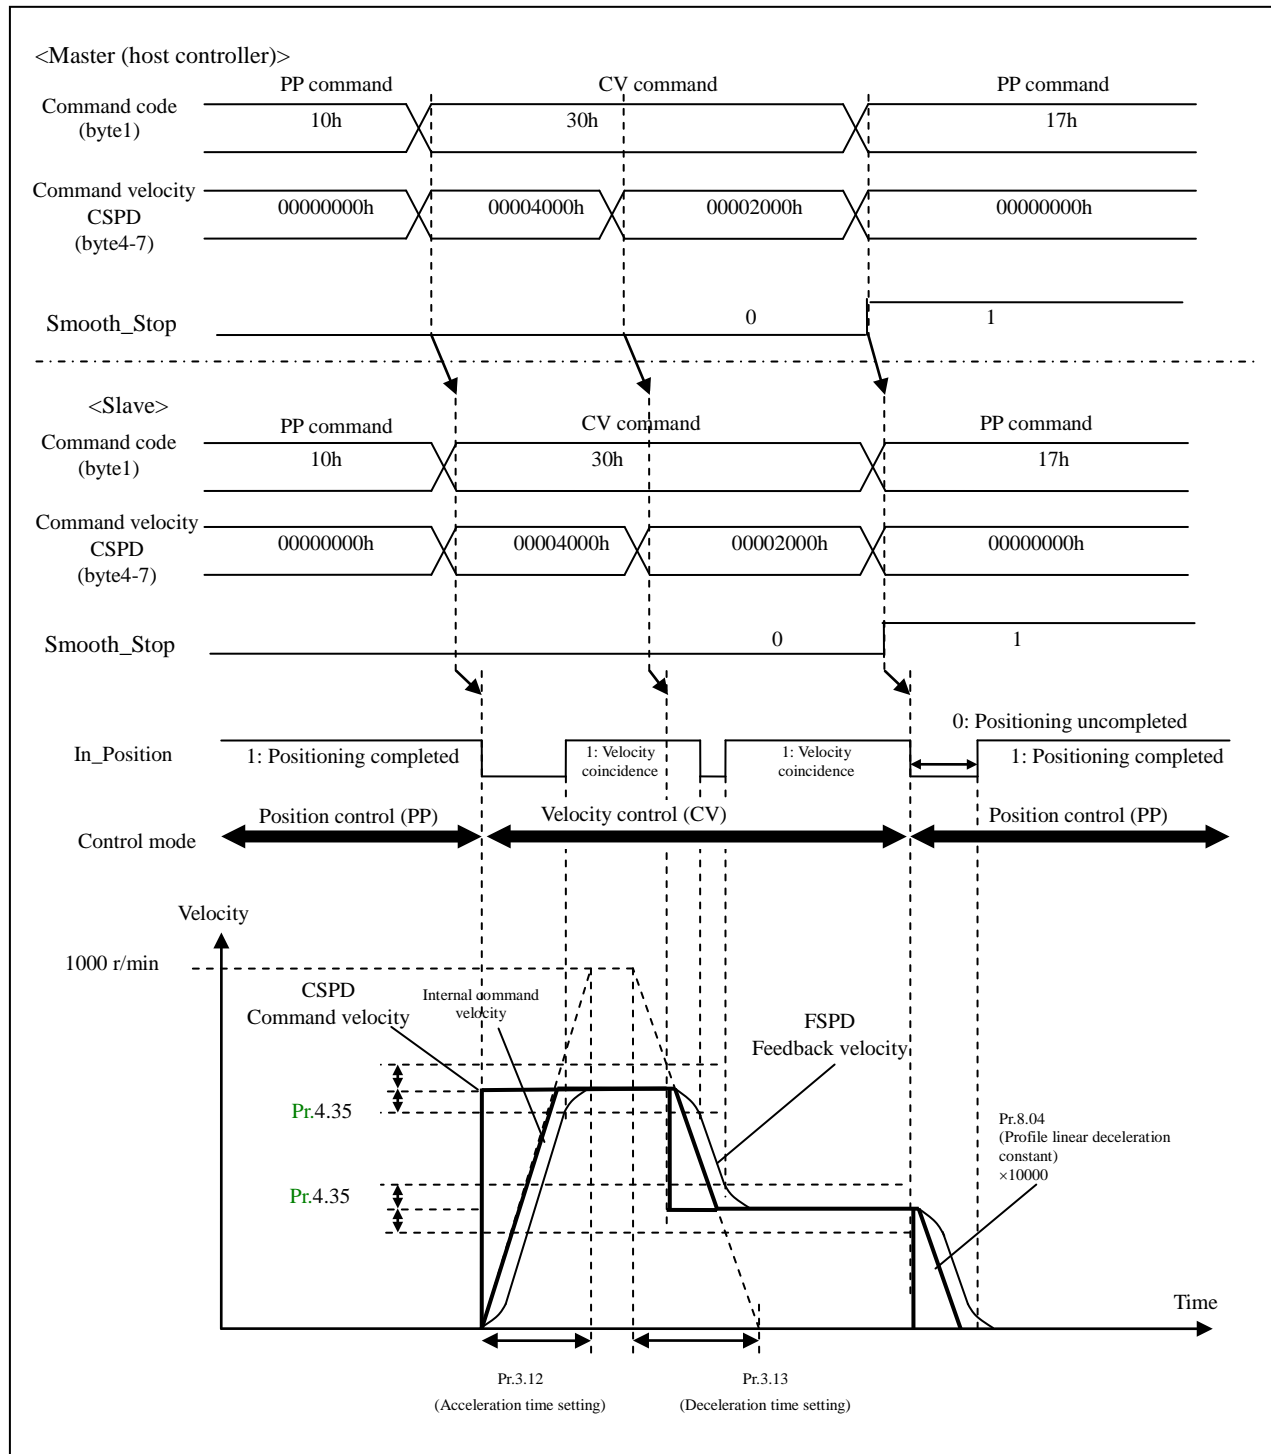 <Master (host controller)>
PP command
CV command
PP command
Command code
(byte1)
10h
30h
17h
Command velocity
CSPD
(byte4-7)
00000000h
00004000h
00002000h
00000000h
Smooth_Stop
0
1
<Slave>
PP command
CV command
PP command
Command code
(byte1)
10h
30h
17h
Command velocity
CSPD
(byte4-7)
00000000h
00004000h
00002000h
00000000h
Smooth_Stop
0
1
0: Positioning uncompleted
In_Position
1: Positioning completed
1: Velocity
coincidence
1: Velocity
coincidence
1: Positioning completed
Control mode
Position control (PP)
Velocity control (CV)
Position control (PP)
Velocity
1000 r/min
CSPD
Command velocity
Internal command
velocity
FSPD
Feedback velocity
Pr.4.35
Pr.4.35
Pr.8.04
(Profile linear deceleration
constant)
×10000
Time
Pr.3.12
(Acceleration time setting)
Pr.3.13
(Deceleration time setting)